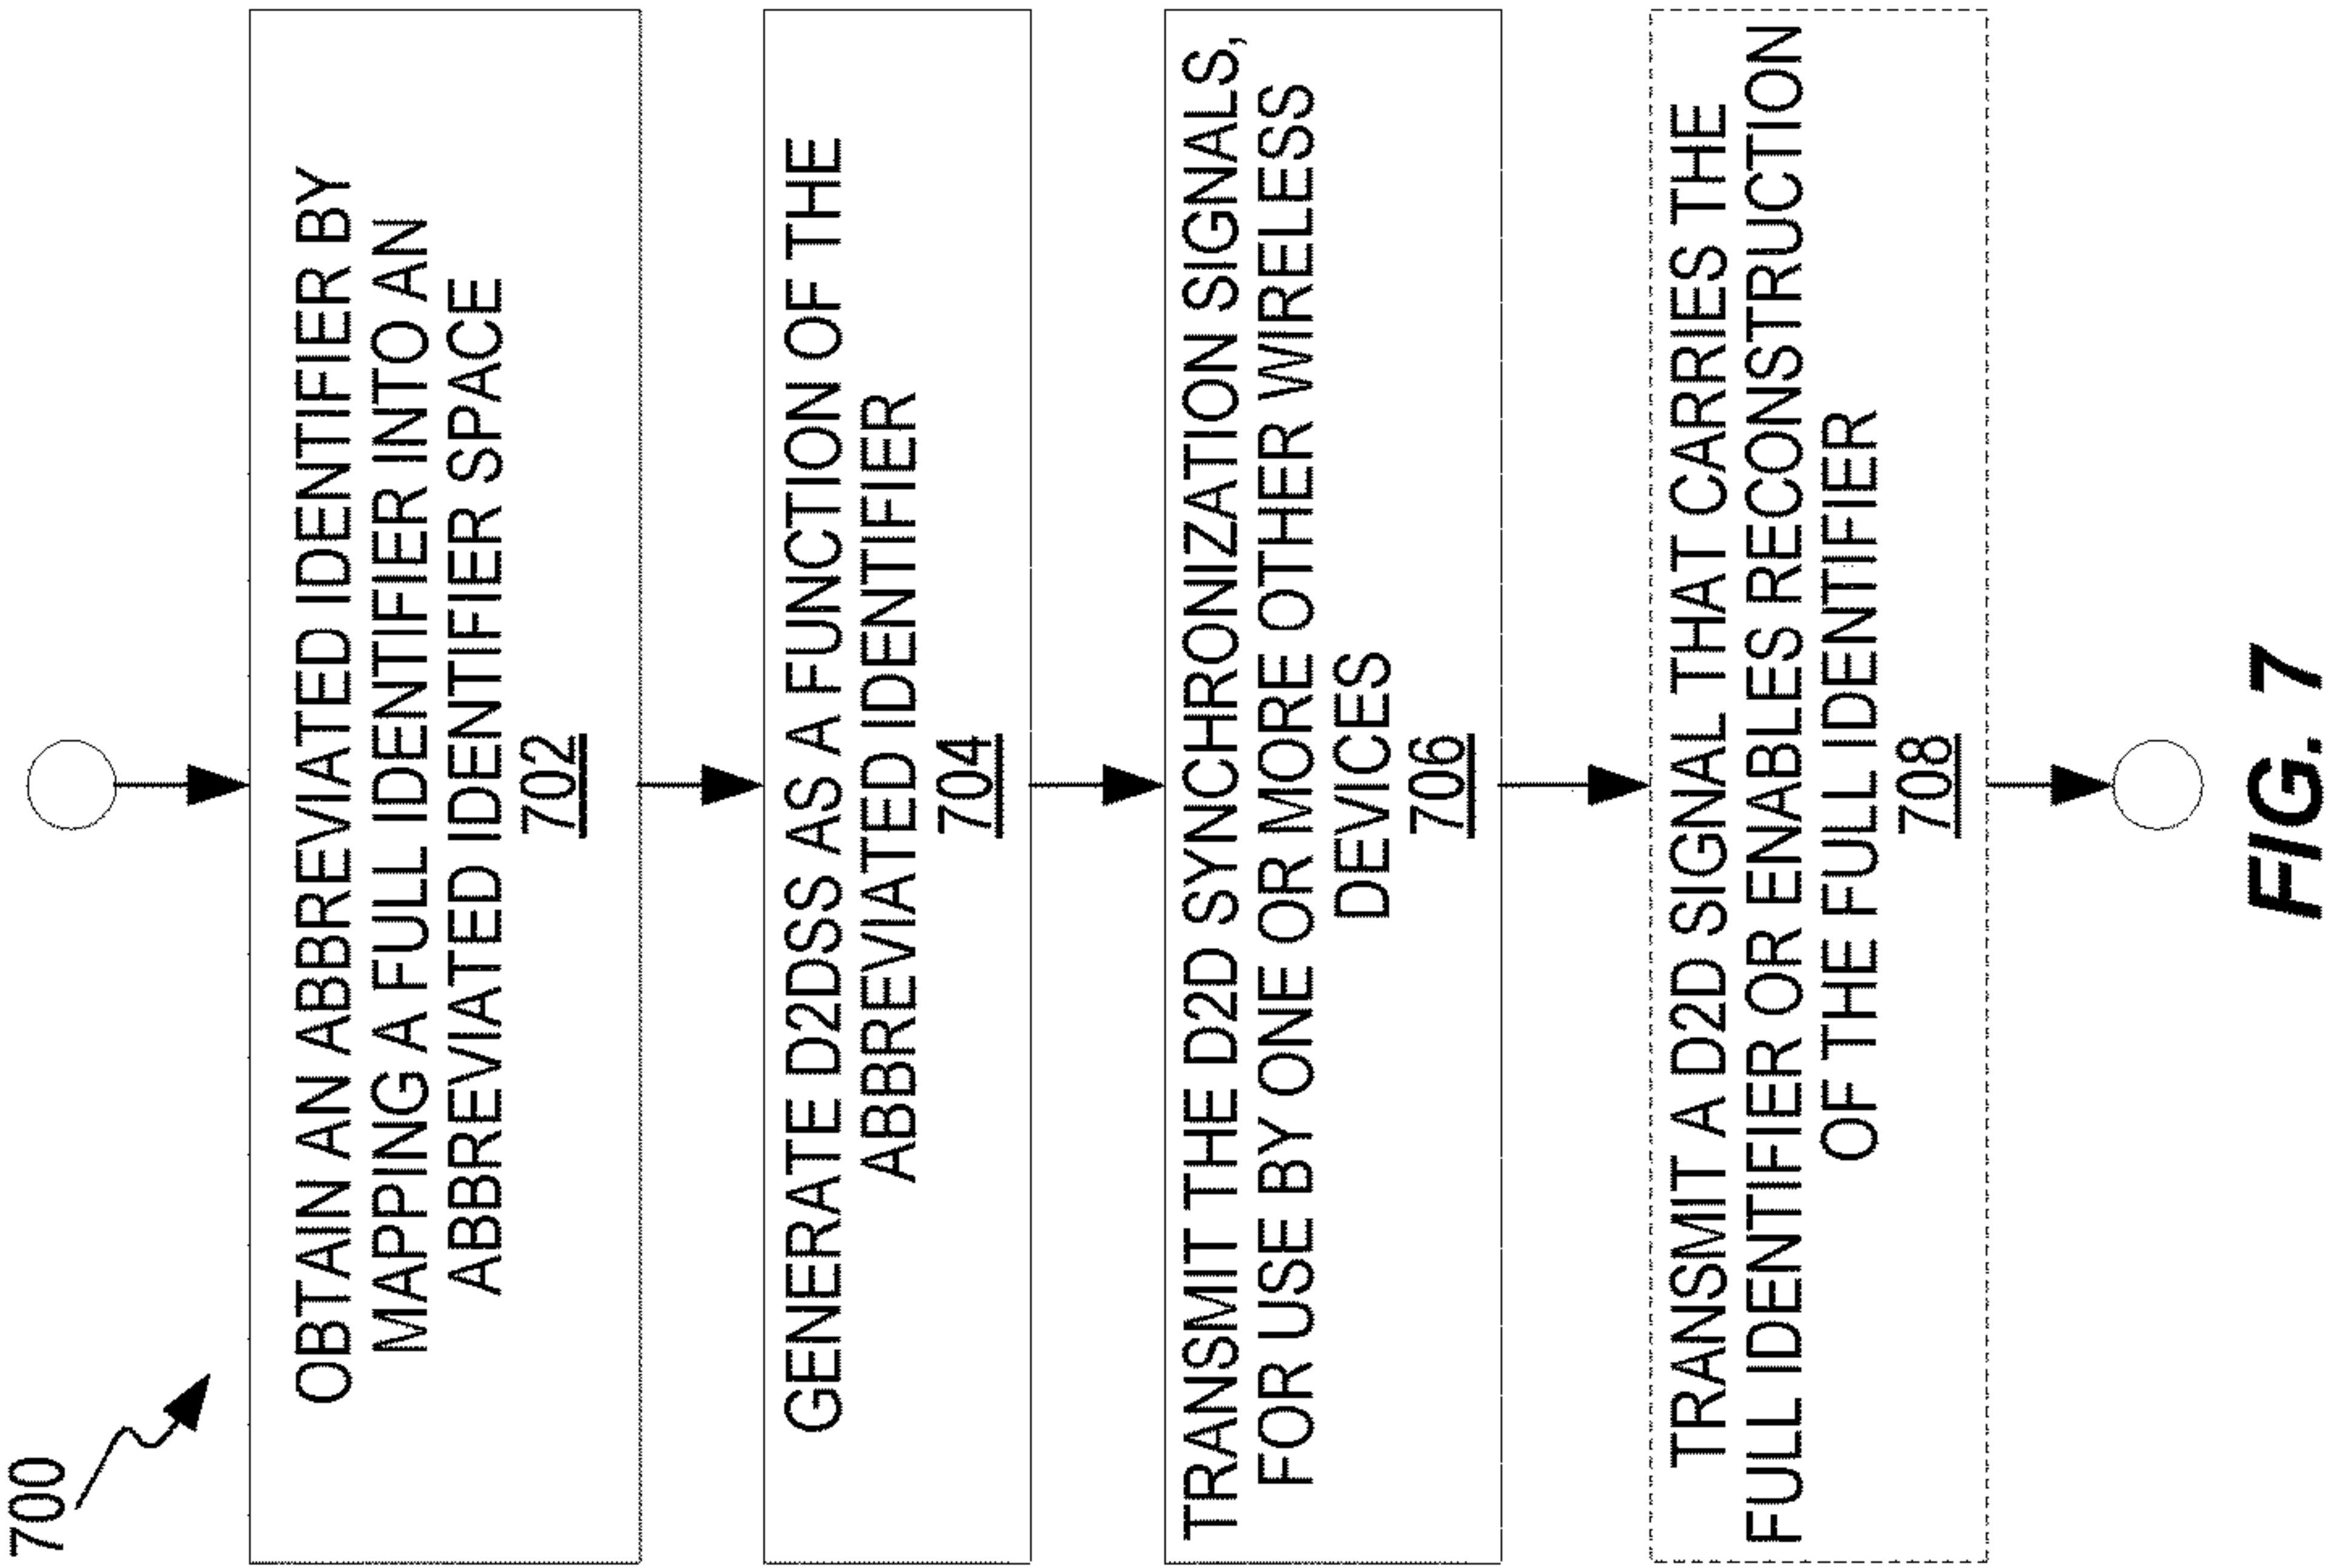 700
OBTAIN AN ABBREVIATED IDENTIFIER BY
MAPPING A FULL IDENTIFIER INTO AN
ABBREVIATED IDENTIFIER SPACE
702
GENERATE D2DSS AS A FUNCTION OF THE
ABBREVIATED IDENTIFIER
704
TRANSMIT THE D2D SYNCHRONIZATION SIGNALS,
FOR USE BY ONE OR MORE OTHER WIRELESS
DEVICES
706
TRANSMIT A D2D SIGNAL THAT CARRIES THE
FULL IDENTIFIER OR ENABLES RECONSTRUCTION
OF THE FULL IDENTIFIER
708
FIG. 7